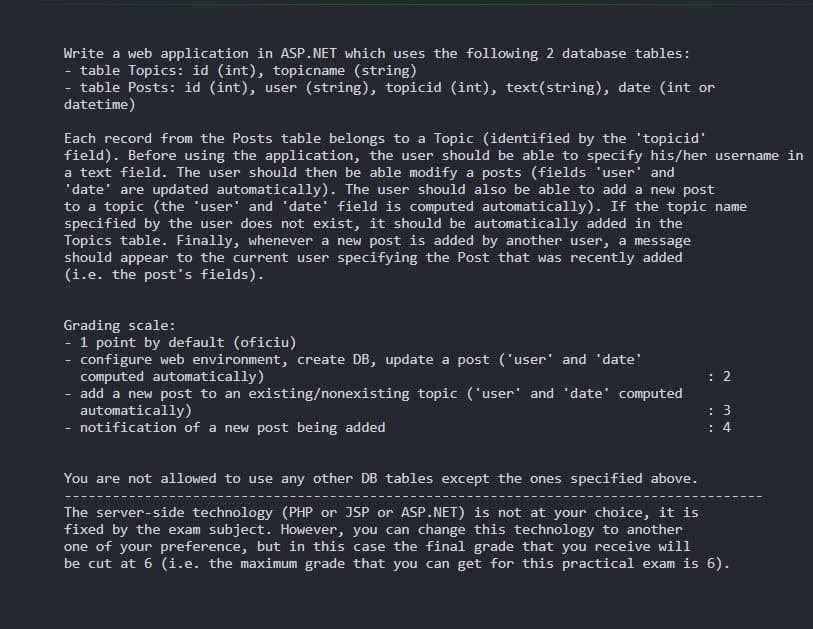 Write a web application in ASP.NET which uses the following 2 database tables:
- table Topics: id (int), topicname (string)
- table Posts: id (int), user (string), topicid (int), text(string), date (int or
datetime)
Each record from the Posts table belongs to a Topic (identified by the 'topicid'
field). Before using the application, the user should be able to specify his/her username in
a text field. The user should then be able modify a posts (fields 'user' and
'date' are updated automatically). The user should also be able to add a new post
to a topic (the 'user' and 'date' field is computed automatically). If the topic name
specified by the user does not exist, it should be automatically added in the
Topics table. Finally, whenever a new post is added by another user, a message
should appear to the current user specifying the Post that was recently added
(i.e. the post's fields).
Grading scale:
- 1 point by default (oficiu)
- configure web environment, create DB, update a post ('user' and 'date'
computed automatically) : 2
- add a new post to an existing/nonexisting topic ('user' and 'date' computed
automatically) : 3
- notification of a new post being added : 4
You are not allowed to use any other DB tables except the ones specified above.
--------------------------------------------------------------------------------------
The server-side technology (PHP or JSP or ASP.NET) is not at your choice, it is
fixed by the exam subject. However, you can change this technology to another
one of your preference, but in this case the final grade that you receive will
be cut at 6 (i.e. the maximum grade that you can get for this practical exam is 6).